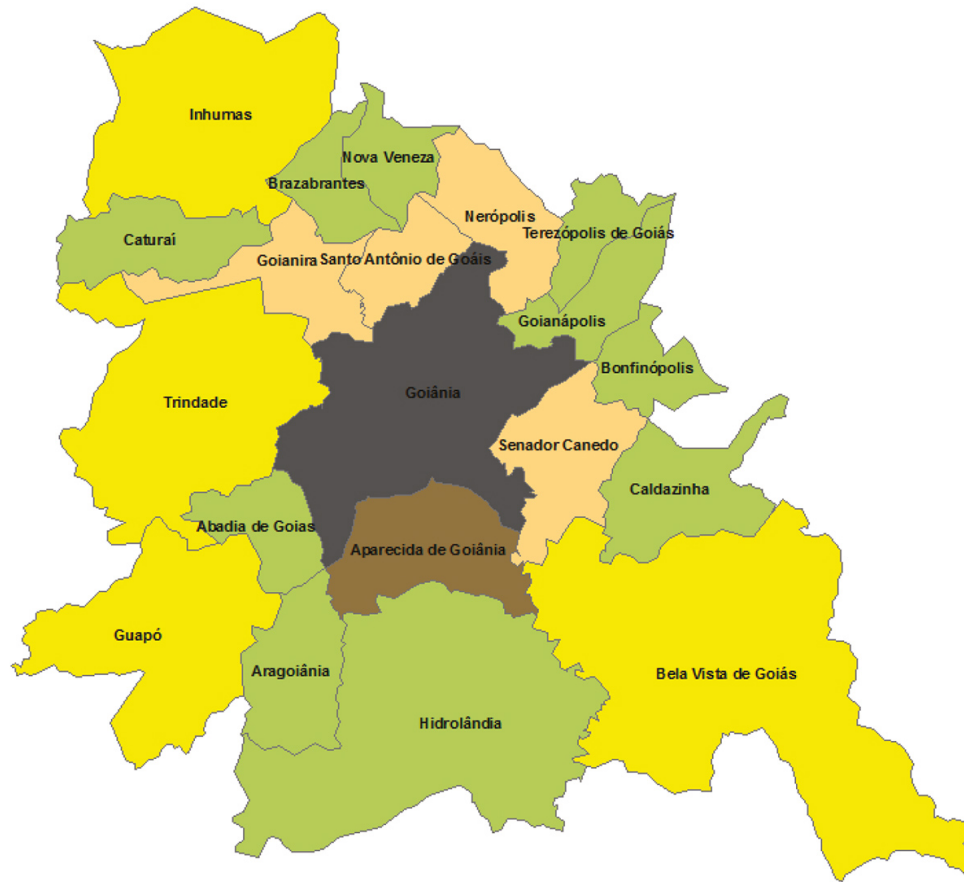 Inhumas
Nova Veneza
Brazabrantes
Nerópolis
Terezópolis de Goiás
Caturaí
Goianira
Santo Antônio de Goáis
Goianápolis
Bonfinópolis
Goiânia
Trindade
Senador Canedo
Caldazinha
Abadia de Goias
Aparecida de Goiânia
Guapó
Aragoiânia
Bela Vista de Goiás
Hidrolândia